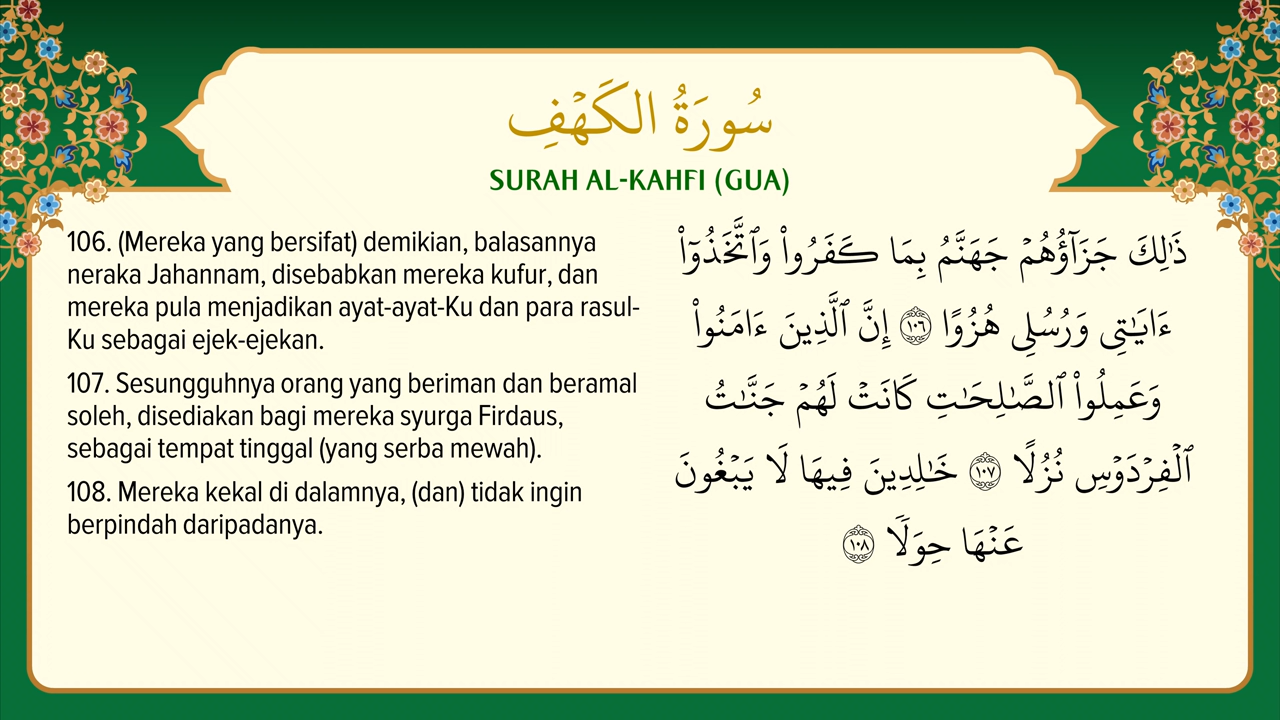 سُورَةُ الكَهْفِ
SURAH AL-KAHFI (GUA)
106. (Mereka yang bersifat) demikian, balasannya
neraka Jahannam, disebabkan mereka kufur, dan
mereka pula menjadikan ayat-ayat-Ku dan para rasul-
Ku sebagai ejek-ejekan.
107. Sesungguhnya orang yang beriman dan beramal
soleh, disediakan bagi mereka syurga Firdaus,
sebagai tempat tinggal (yang serba mewah).
108. Mereka kekal di dalamnya, (dan) tidak ingin
berpindah daripadanya.
ذَٰلِكَ جَزَآؤُهُمْ جَهَنَّمُ بِمَا كَفَرُوا۟ وَٱتَّخَذُوٓا۟
ءَايَـٰتِى وَرُسُلِى هُزُوًا ١٠٦ إِنَّ ٱلَّذِينَ ءَامَنُوا۟
وَعَمِلُوا۟ ٱلصَّـٰلِحَـٰتِ كَانَتْ لَهُمْ جَنَّـٰتُ
ٱلْفِرْدَوْسِ نُزُلًا ١٠٧ خَـٰلِدِينَ فِيهَا لَا يَبْغُونَ
عَنْهَا حِوَلًا ١٠٨